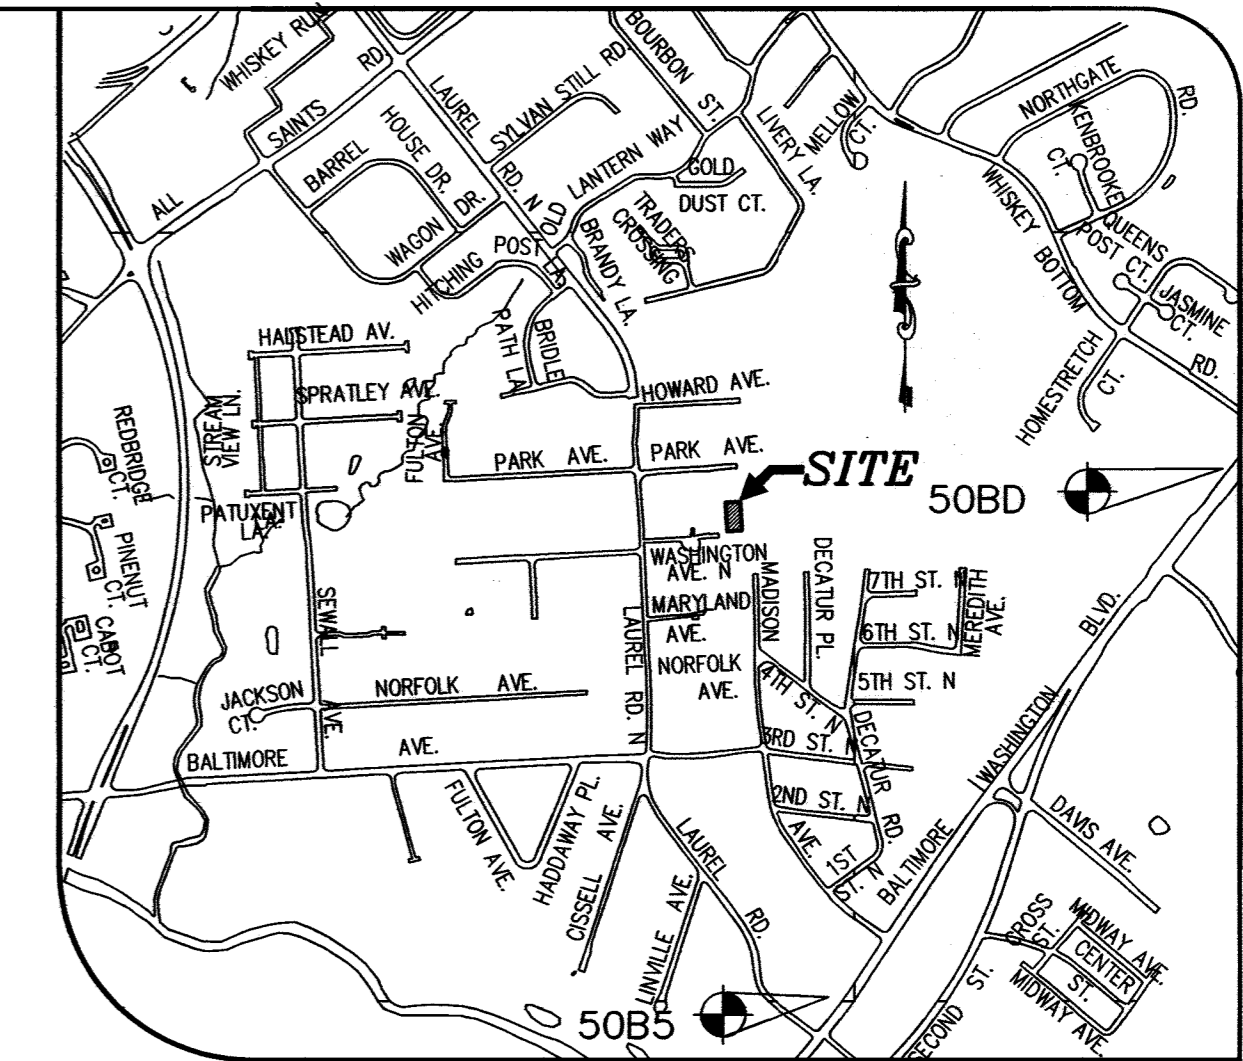 WHISKEY RUN
ALL
SAINTS
RD.
LAUREL
RD. N
SYLVAN STILL RD.
BOURBON ST.
BARREL
HOUSE DR.
WAGON
DR.
HITCHING
POST
LA.
OLD LANTERN WAY
GOLD
DUST CT.
TRADERS
CROSSING
BRANDY LA.
LIVERY LA.
MELLOW
CT.
NORTHGATE
RD.
KENBROOKE
CT.
WHISKEY BOTTOM
RD.
QUEENS
POST CT.
JASMINE
CT.
HOMESTRETCH
CT.
PATH LA.
BRIDLE
HALSTEAD AV.
SPRATLEY AVE.
STREAM
VIEW LN.
FULTON
AVE.
HOWARD AVE.
PARK AVE.
PARK AVE.
SITE
50BD
REDBRIDGE
CT.
PINENUT
CT.
CABOT
CT.
PATUXENT
LA.
WASHINGTON
AVE. N
MARYLAND
AVE.
NORFOLK
AVE.
MADISON
AVE.
DECATUR PL.
7TH ST. N
6TH ST. N
5TH ST. N
4TH ST. N
3RD ST. N
2ND ST. N
1ST
ST. N
MEREDITH
AVE.
DECATUR
RD.
SEWALL
AVE.
LAUREL RD. N
JACKSON
CT.
NORFOLK AVE.
BALTIMORE AVE.
FULTON AVE.
HADDAWAY PL.
CISSELL AVE.
LINVILLE AVE.
LAUREL
RD.
BALTIMORE
WASHINGTON
BLVD.
DAVIS AVE.
CROSS
ST.
MIDWAY AVE.
CENTER
ST.
MIDWAY AVE.
SECOND ST.
50B5